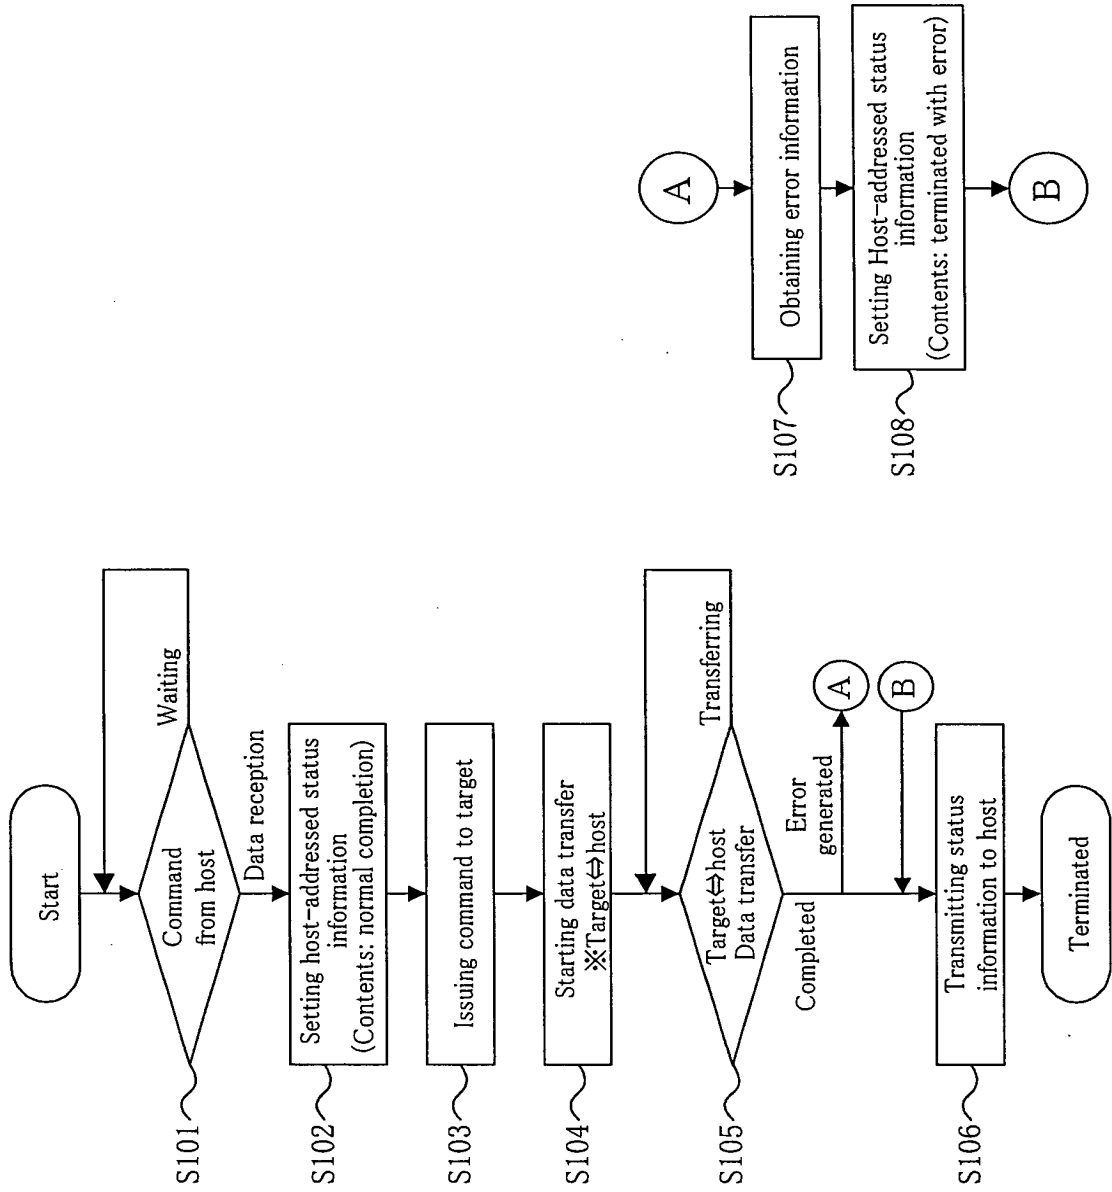 Start
S101
Command
from host
Waiting
Data reception
S102
Setting host-addressed status
information
(Contents: normal completion)
S103
Issuing command to target
S104
Starting data transfer
※Target⇔host
S105
Target⇔host
Data transfer
Transferring
Completed
Error
generated
A
B
S106
Transmitting status
information to host
Terminated
A
S107
Obtaining error information
S108
Setting Host-addressed status
information
(Contents: terminated with error)
B